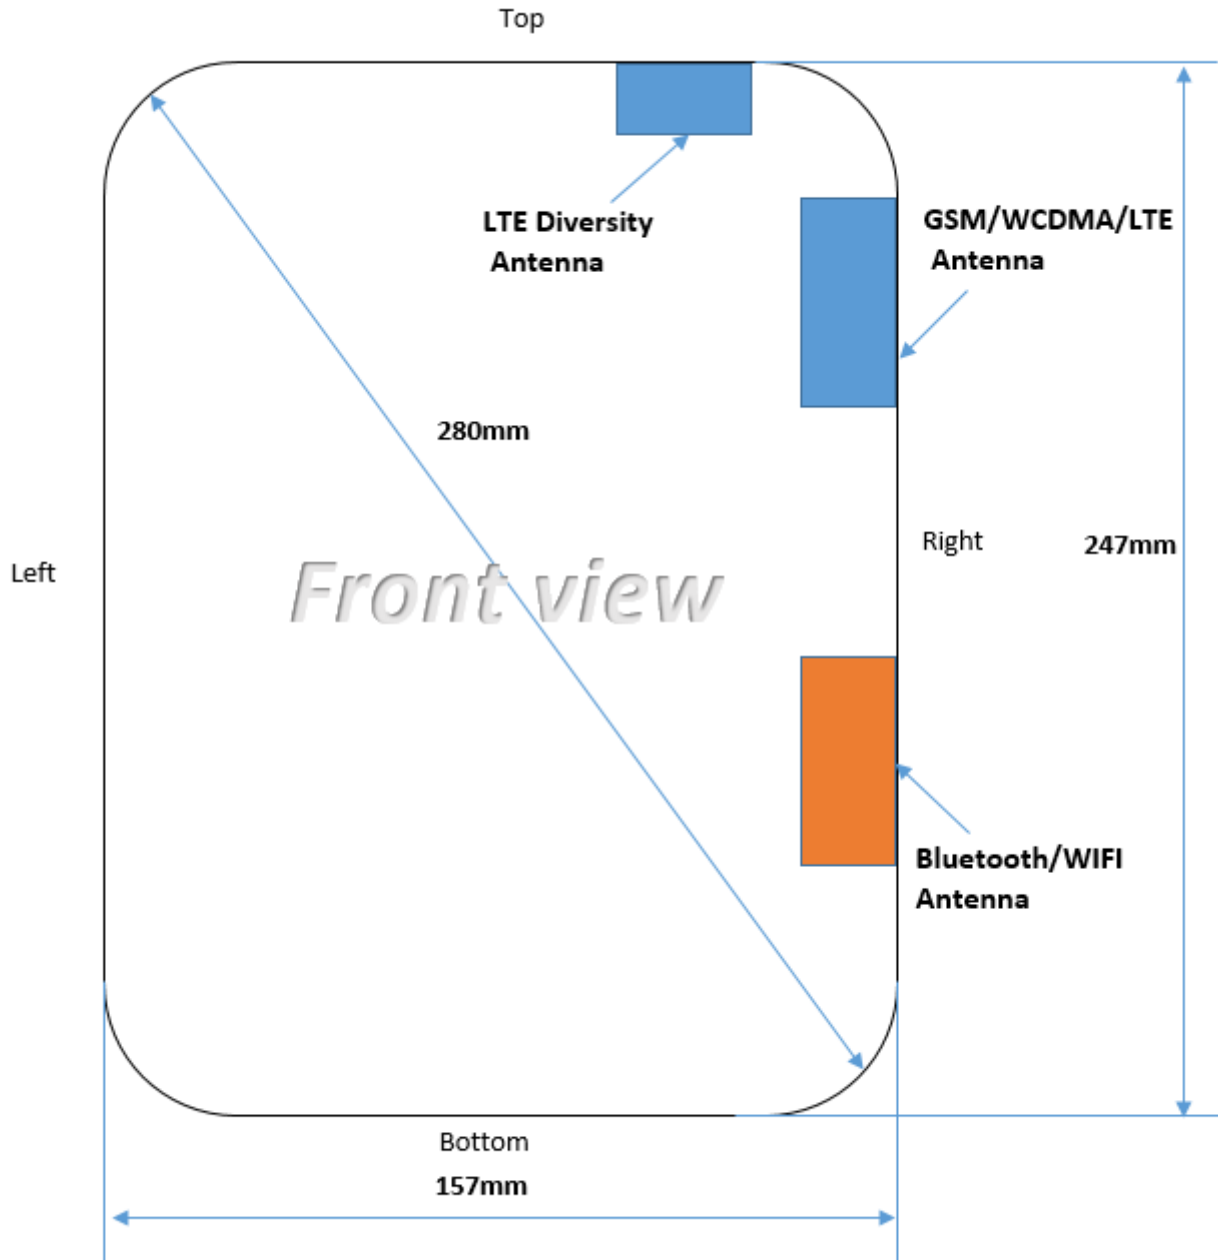 Top
LTE Diversity
Antenna
GSM/WCDMA/LTE
Antenna
280mm
Right
247mm
Left
Front view
Bluetooth/WIFI
Antenna
Bottom
157mm